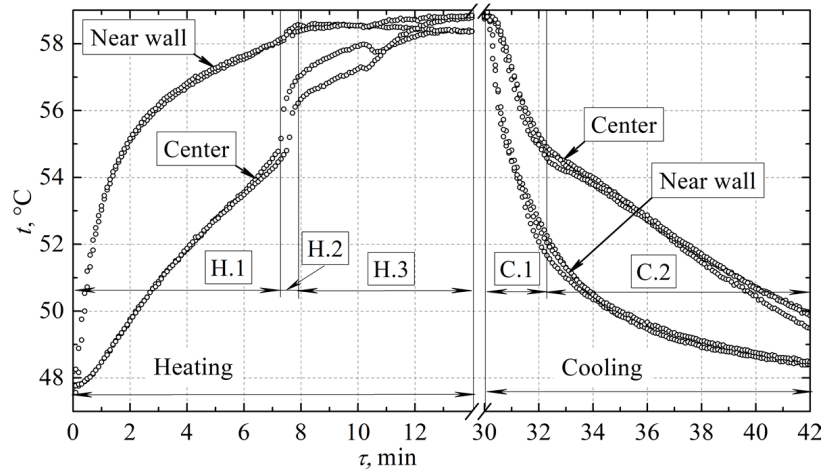 58
56
54
52
50
48
t, °C
Near wall
Center
H.1
H.2
H.3
Heating
Center
Near wall
C.1
C.2
Cooling
0 2 4 6 8 10 12 30 32 34 36 38 40 42
τ, min